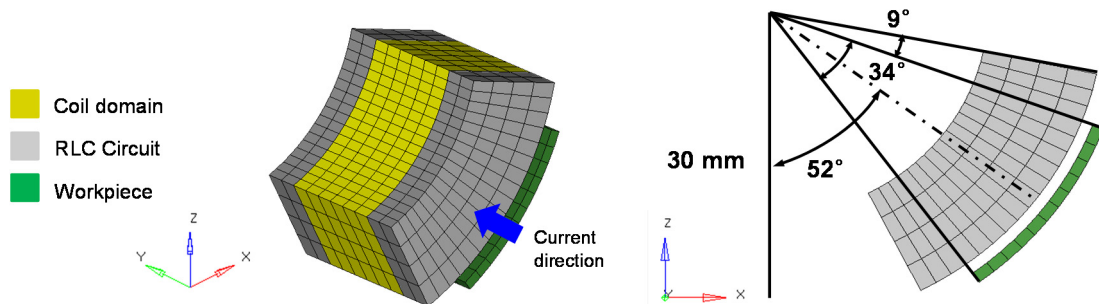 Coil domain
RLC Circuit
Workpiece
Z
Y
X
Current
direction
9°
34°
52°
30 mm
Z
Y
X